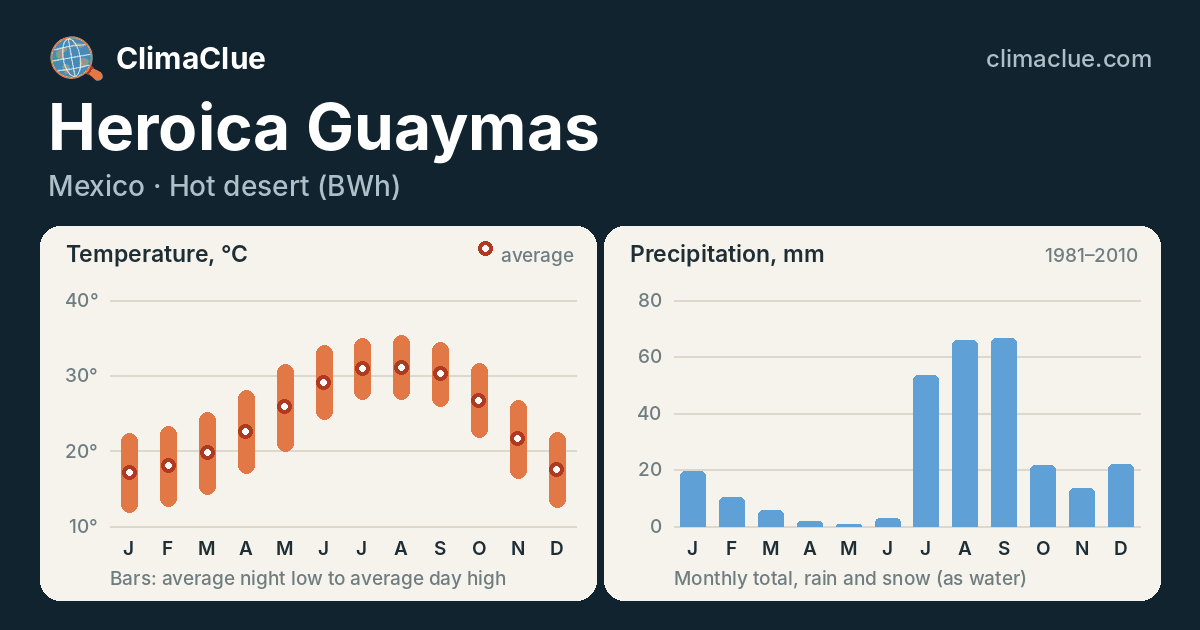 ClimaClue
climaclue.com
Heroica Guaymas
Mexico · Hot desert (BWh)
Temperature, °C
average
40°
30°
20°
10°
J F M A M J J A S O N D
Bars: average night low to average day high
Precipitation, mm
1981–2010
80
60
40
20
0
J F M A M J J A S O N D
Monthly total, rain and snow (as water)